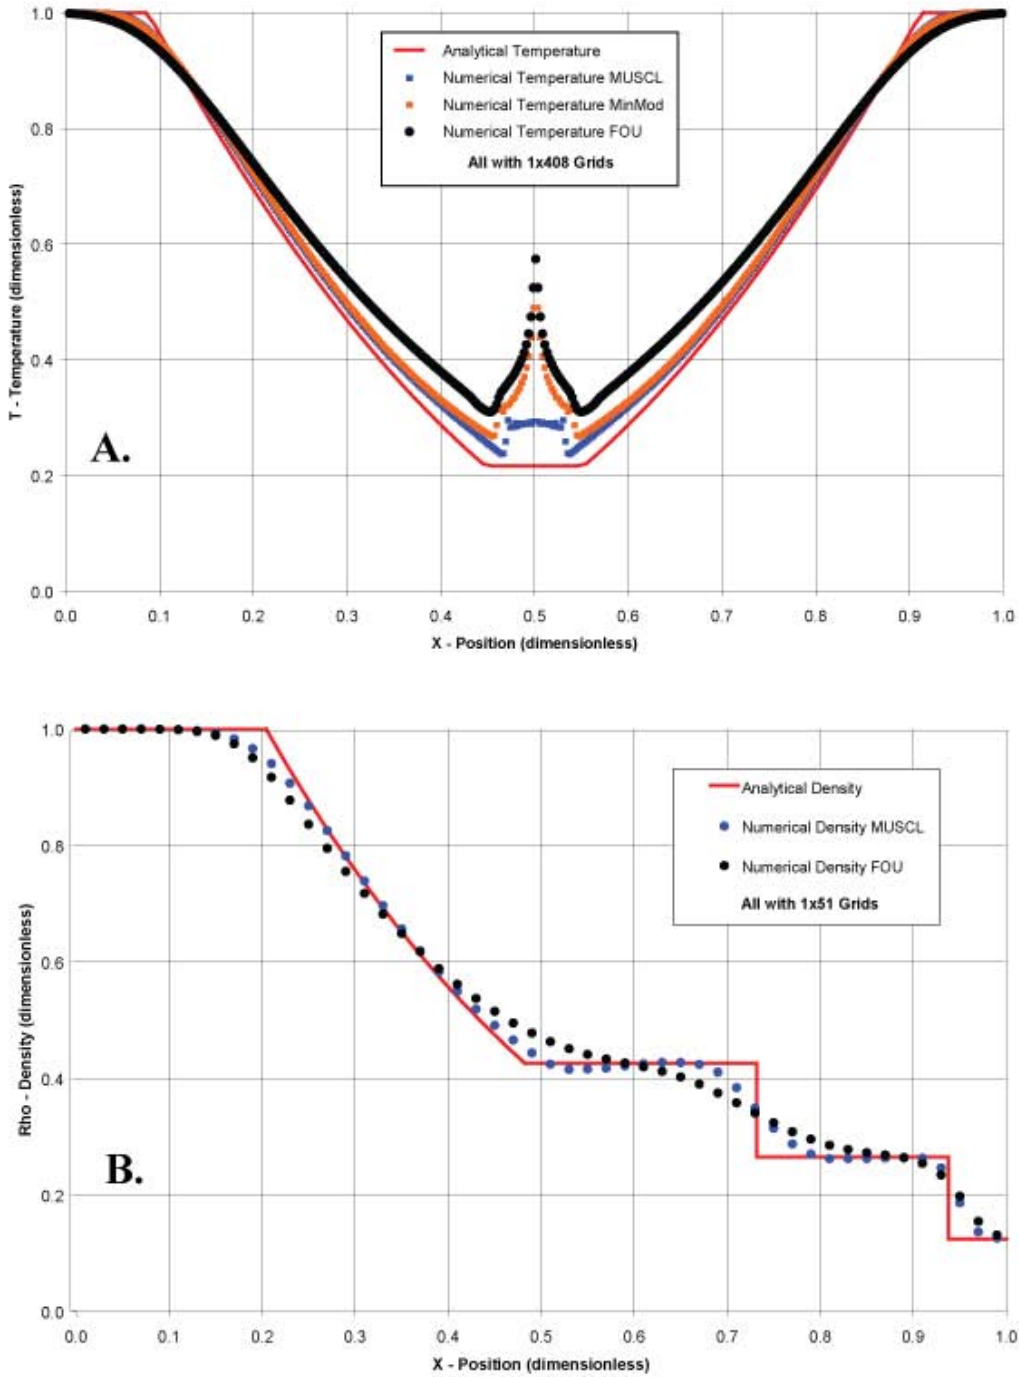 1.0
0.8
0.6
0.4
0.2
0.0
T - Temperature (dimensionless)
Analytical Temperature
Numerical Temperature MUSCL
Numerical Temperature MinMod
Numerical Temperature FOU
All with 1x408 Grids
A.
0.0 0.1 0.2 0.3 0.4 0.5 0.6 0.7 0.8 0.9 1.0
X - Position (dimensionless)
1.0
0.8
0.6
0.4
0.2
0.0
Rho - Density (dimensionless)
Analytical Density
Numerical Density MUSCL
Numerical Density FOU
All with 1x51 Grids
B.
0.0 0.1 0.2 0.3 0.4 0.5 0.6 0.7 0.8 0.9 1.0
X - Position (dimensionless)